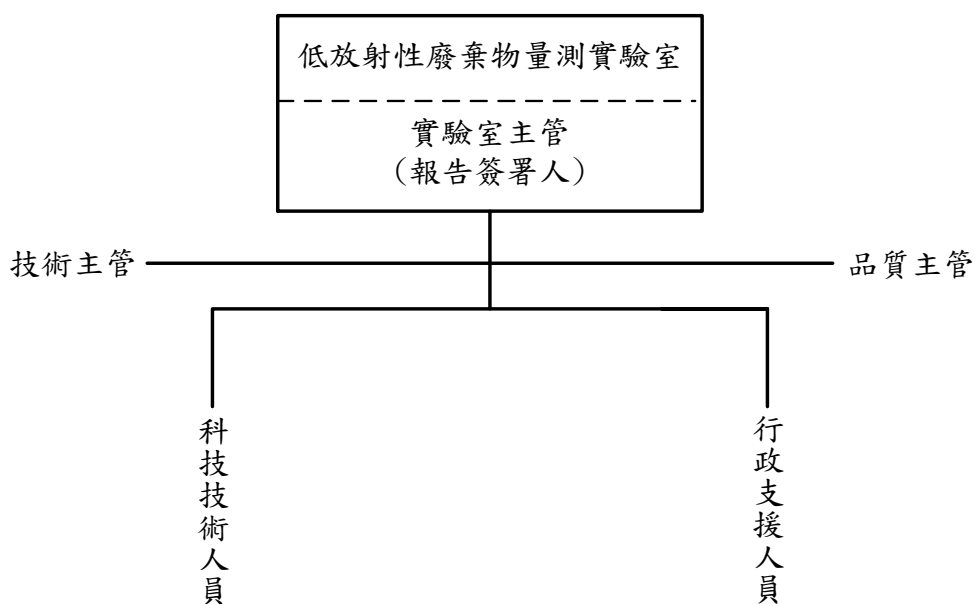 低放射性廢棄物量測實驗室
實驗室主管
（報告簽署人）
技術主管
品質主管
科技技術人員
行政支援人員